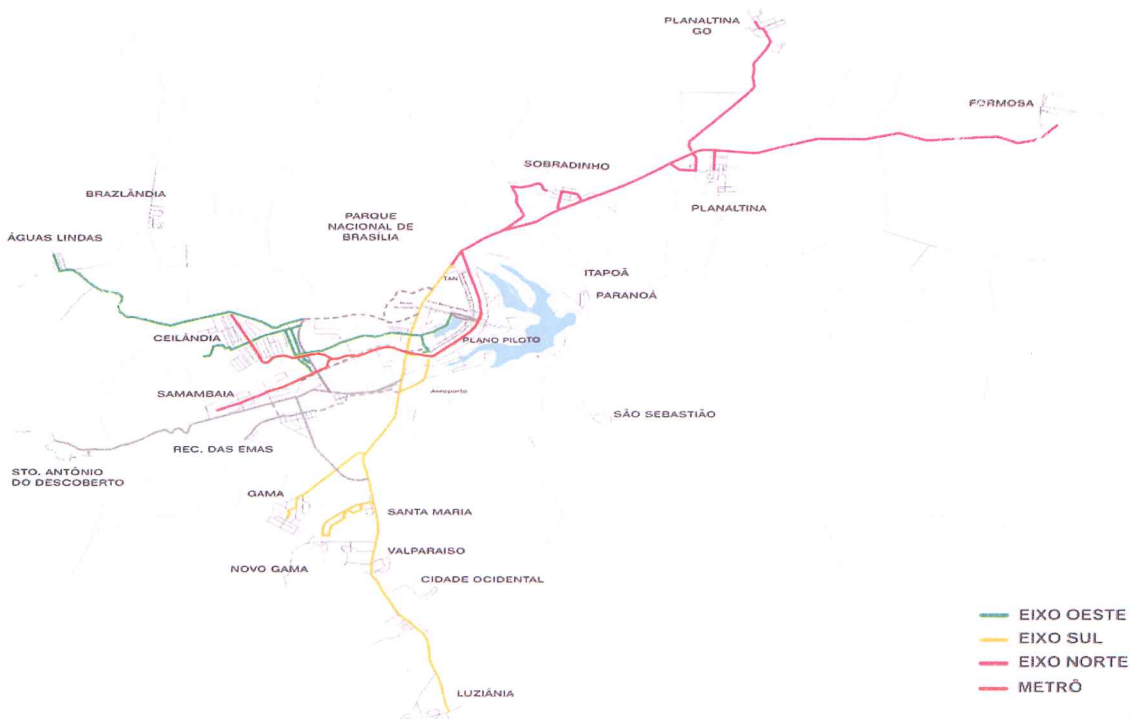 PLANALTINA
GO
FORMOSA
SOBRADINHO
BRAZLÂNDIA
PLANALTINA
PARQUE
NACIONAL DE
BRASÍLIA
ÁGUAS LINDAS
ITAPOÃ
TAN
PARANOÁ
CEILÂNDIA
PLANO PILOTO
SAMAMBAIA
Aeroporto
SÃO SEBASTIÃO
REC. DAS EMAS
STO. ANTÔNIO
DO DESCOBERTO
GAMA
SANTA MARIA
VALPARAISO
NOVO GAMA
CIDADE OCIDENTAL
LUZIÂNIA
EIXO OESTE
EIXO SUL
EIXO NORTE
METRÔ